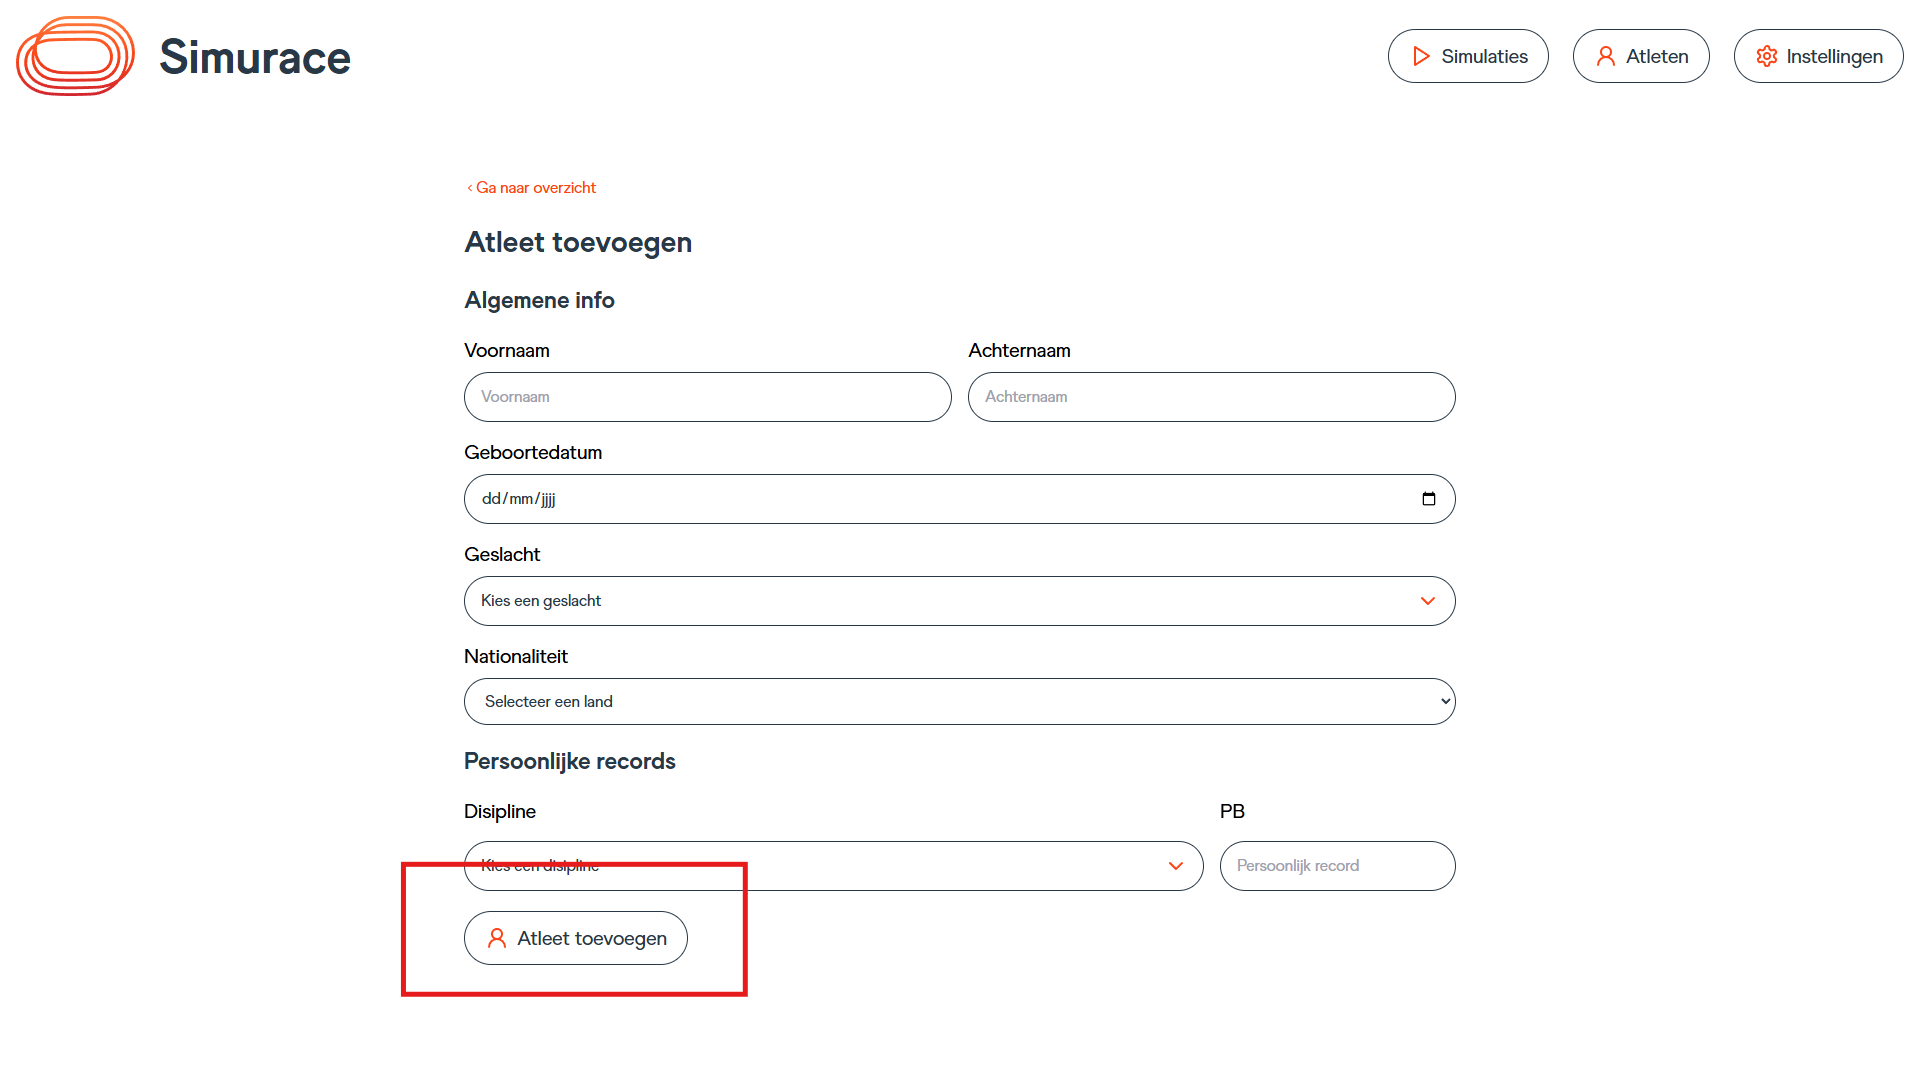 Simurace
Simulaties
Atleten
Instellingen
‹ Ga naar overzicht
Atleet toevoegen
Algemene info
Voornaam
Achternaam
Voornaam
Achternaam
Geboortedatum
dd/mm/jjjj
Geslacht
Kies een geslacht
Nationaliteit
Selecteer een land
Persoonlijke records
Disipline
PB
Kies een disipline
Persoonlijk record
Atleet toevoegen